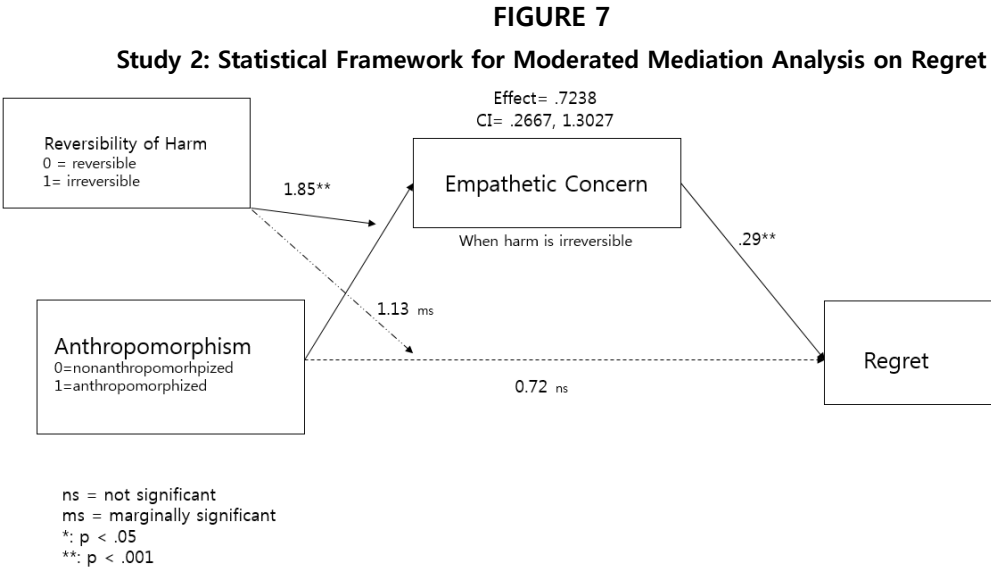 FIGURE 7
Study 2: Statistical Framework for Moderated Mediation Analysis on Regret
Effect= .7238
CI= .2667, 1.3027
Reversibility of Harm
0 = reversible
1= irreversible
1.85**
Empathetic Concern
When harm is irreversible
.29**
1.13 ms
Anthropomorphism
0=nonanthropomorhpized
1=anthropomorphized
Regret
0.72 ns
ns = not significant
ms = marginally significant
*: p < .05
**: p < .001